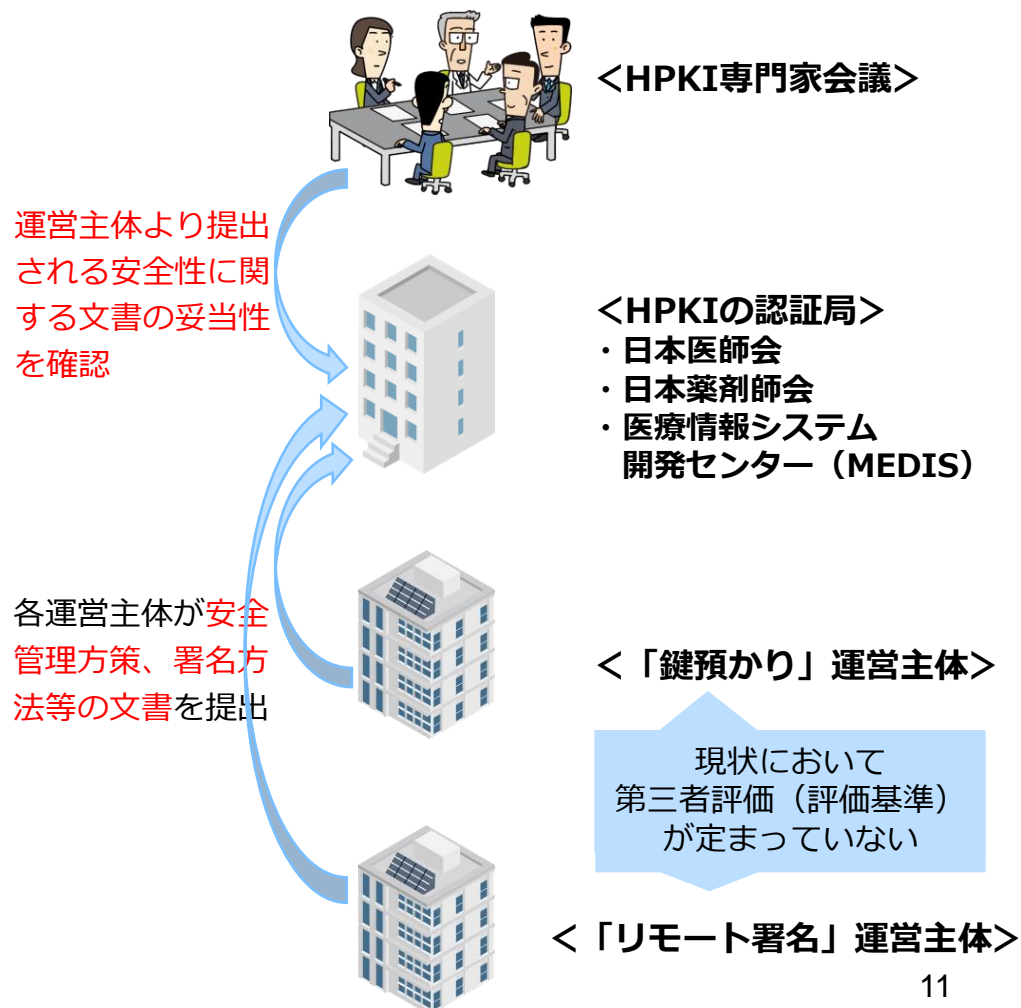 ＜HPKI専門家会議＞
運営主体より提出
される安全性に関
する文書の妥当性
を確認
＜HPKIの認証局＞
・日本医師会
・日本薬剤師会
・医療情報システム
開発センター（MEDIS）
各運営主体が安全
管理方策、署名方
法等の文書を提出
＜「鍵預かり」運営主体＞
現状において
第三者評価（評価基準）
が定まっていない
＜「リモート署名」運営主体＞
11